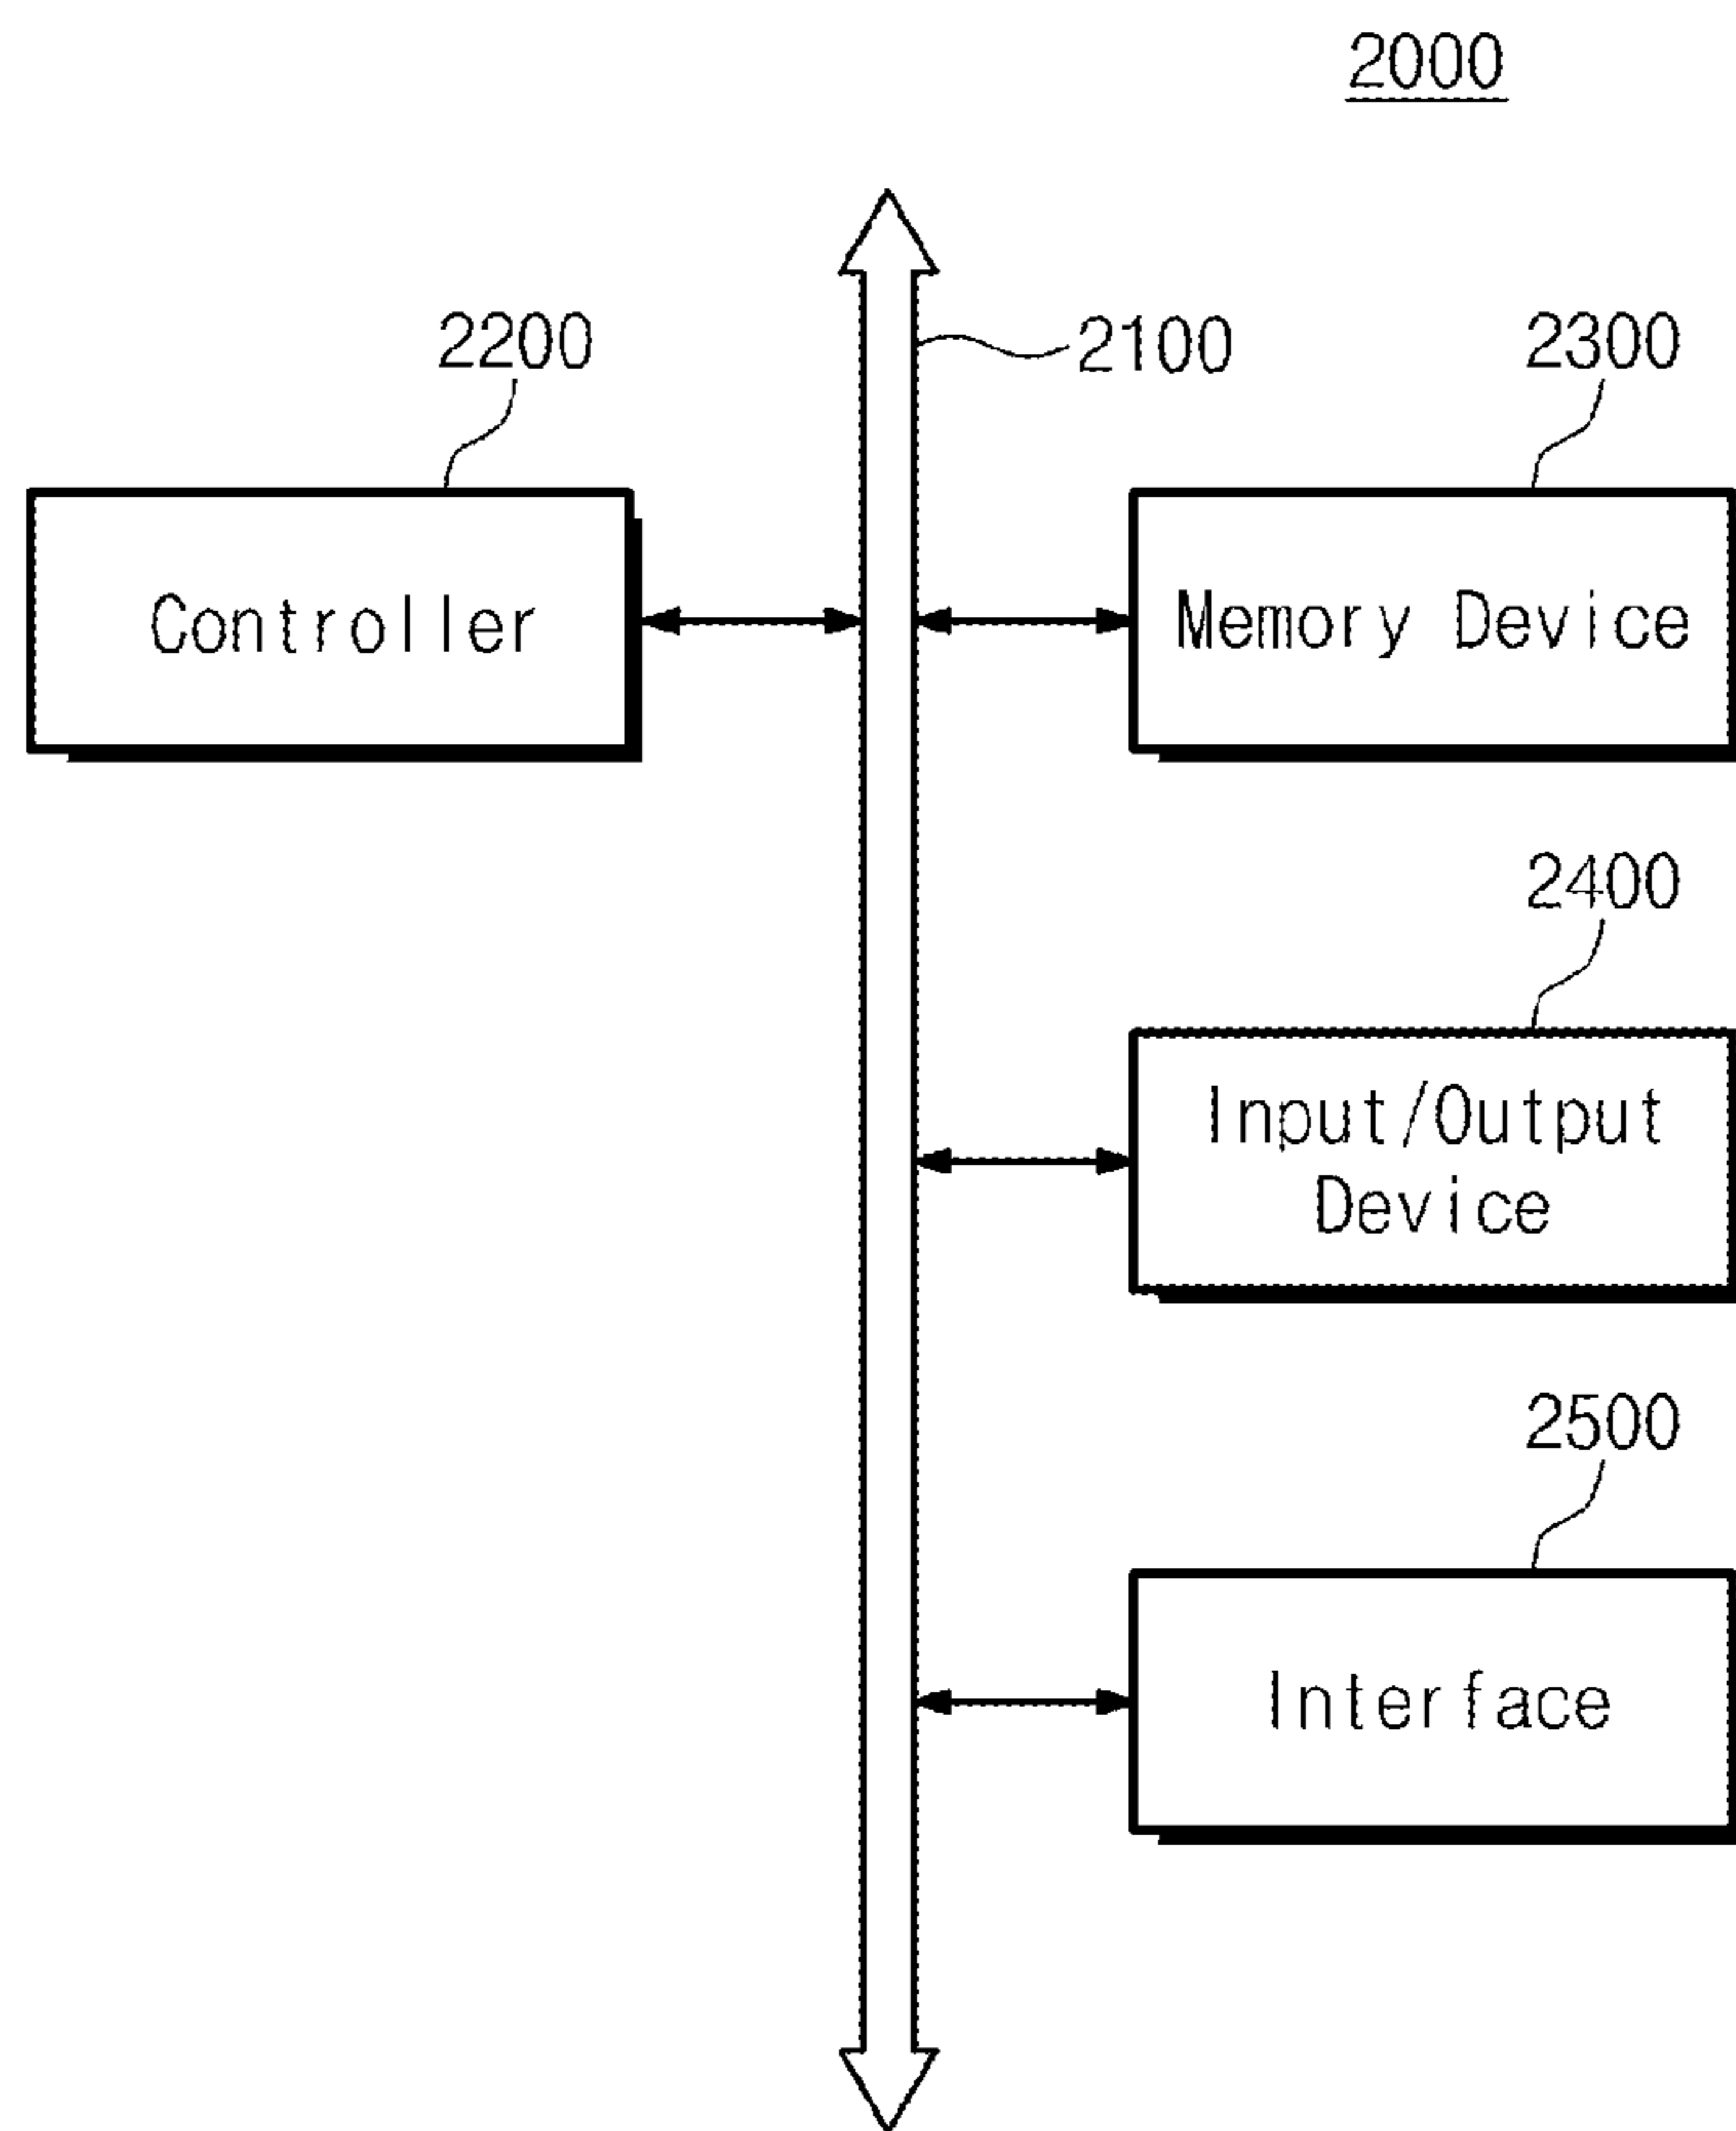 2000
2200
2100
2300
Controller
Memory Device
2400
Input/Output
Device
2500
Interface